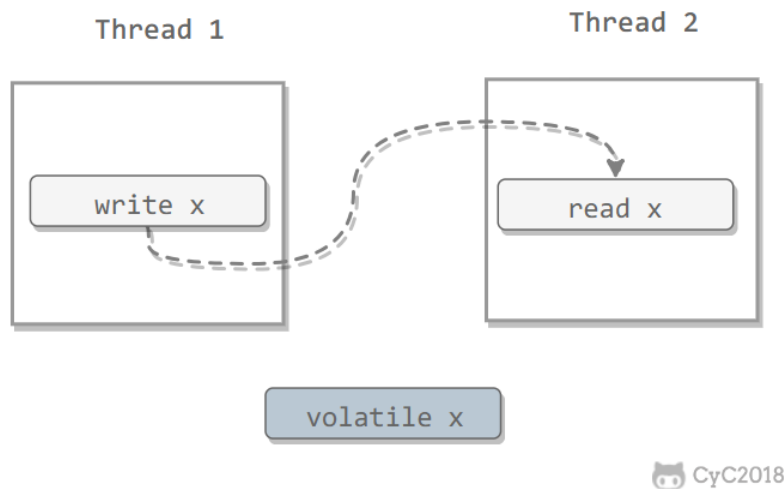 Thread 1
Thread 2
write x
read x
volatile x
CyC2018